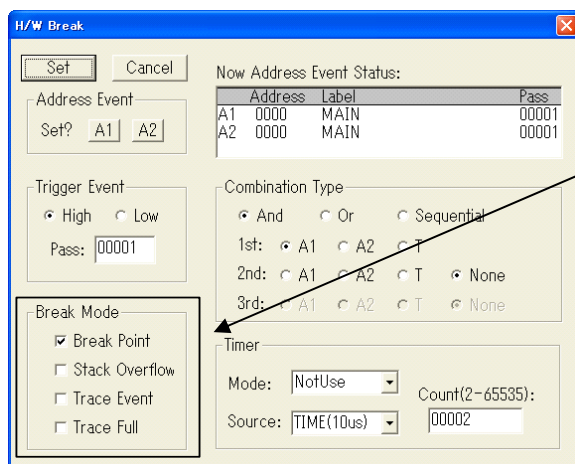 H/W Break
Set Cancel
Now Address Event Status:
Address Label Pass
A1 0000 MAIN 00001
A2 0000 MAIN 00001
Address Event
Set? A1 A2
Trigger Event
High Low
Pass: 00001
Combination Type
And Or Sequential
1st: A1 A2 T
2nd: A1 A2 T None
3rd: A1 A2 T None
Break Mode
Break Point
Stack Overflow
Trace Event
Trace Full
Timer
Mode: NotUse
Count(2-65535):
Source: TIME(10us) 00002